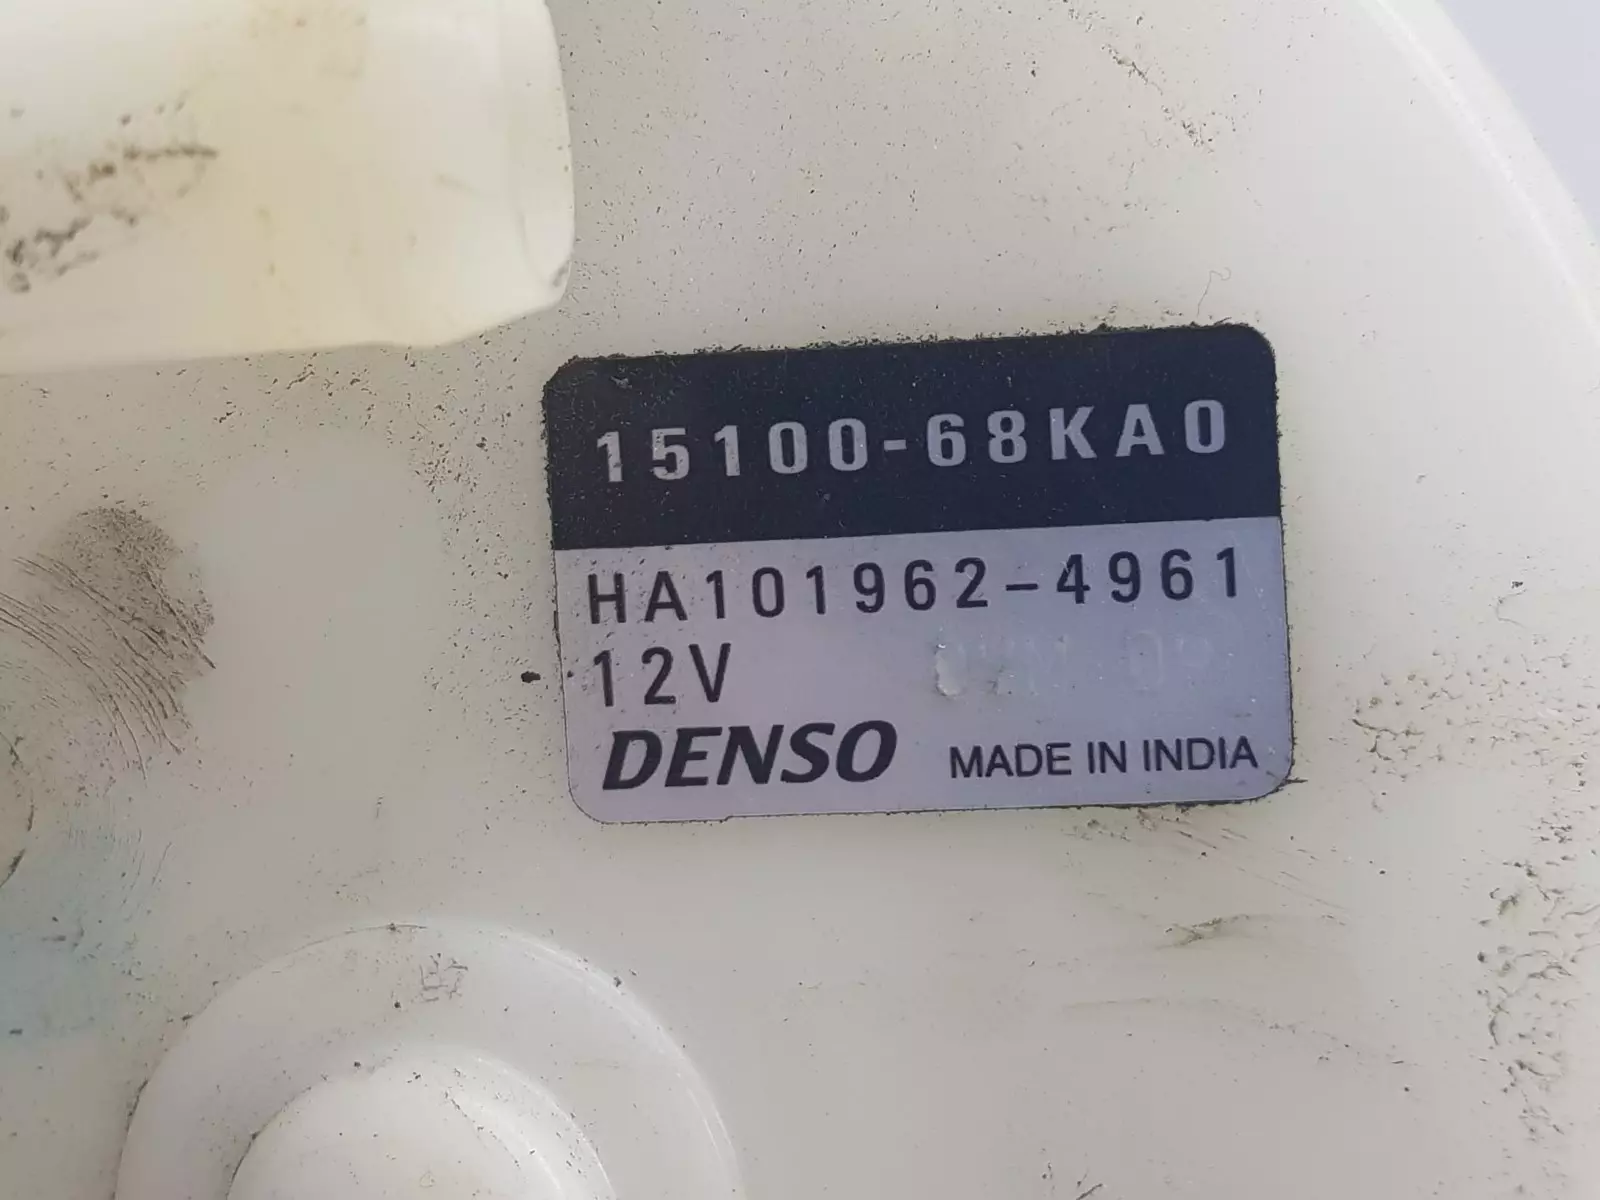 15100-68KA0
HA101962-4961
12V
DENSO MADE IN INDIA